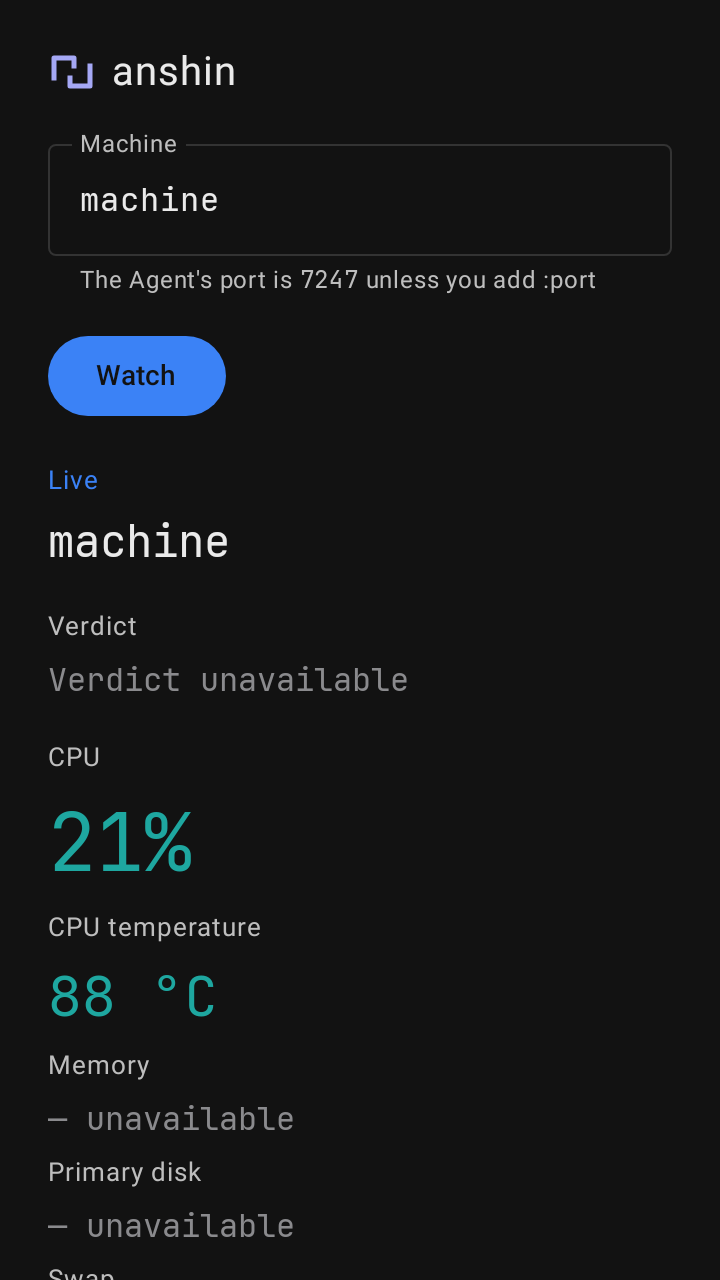 anshin
Machine
machine
The Agent's port is 7247 unless you add :port
Watch
Live
machine
Verdict
Verdict unavailable
CPU
21%
CPU temperature
88 °C
Memory
— unavailable
Primary disk
— unavailable
Swap